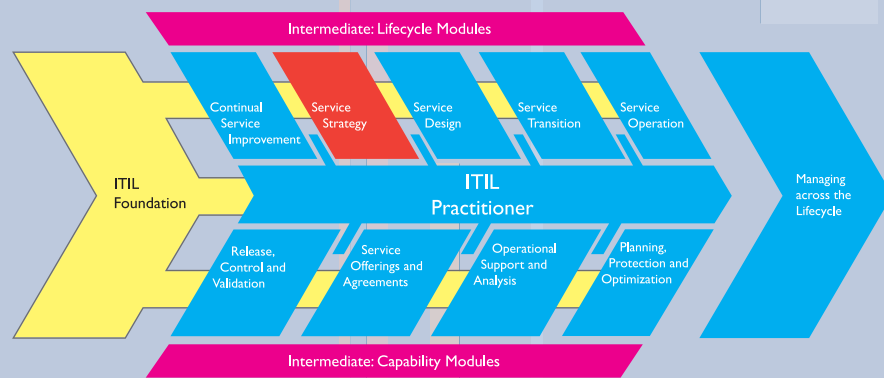 Intermediate: Lifecycle Modules
Continual
Service
Improvement
Service
Strategy
Service
Design
Service
Transition
Service
Operation
ITIL
Foundation
ITIL
Practitioner
Managing
across the
Lifecycle
Release,
Control and
Validation
Service
Offerings and
Agreements
Operational
Support and
Analysis
Planning,
Protection and
Optimization
Intermediate: Capability Modules